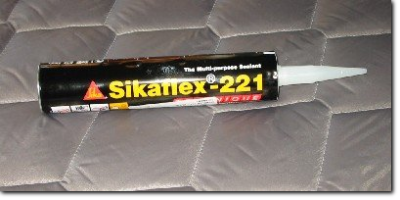 The Multi-purpose Sealant
Sikaflex®-221